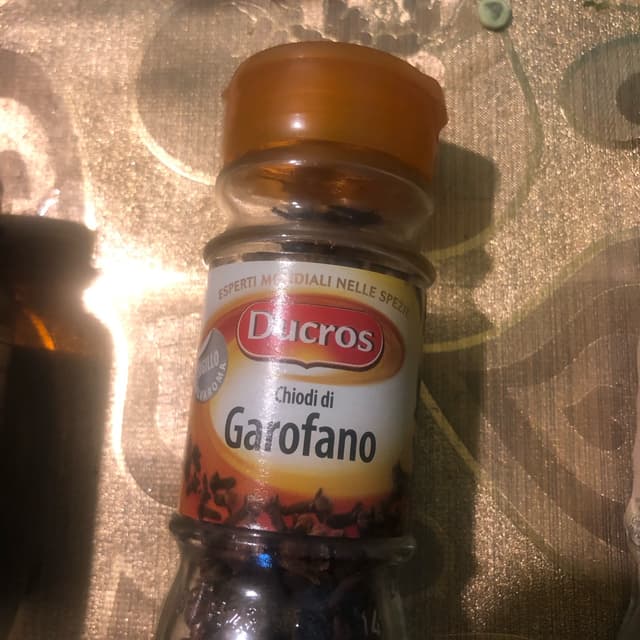 ESPERTI MONDIALI NELLE SPEZIE
Ducros
Chiodi di
Garofano